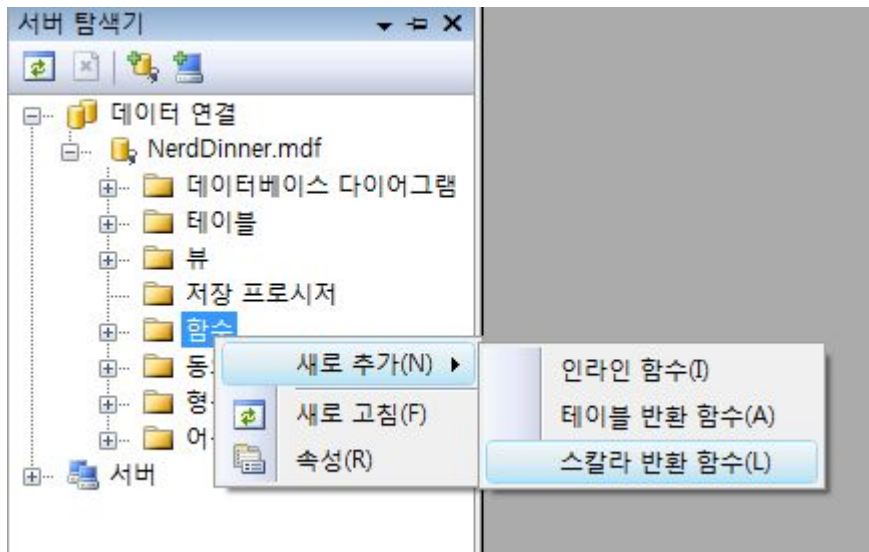 서버 탐색기
데이터 연결
NerdDinner.mdf
데이터베이스 다이어그램
테이블
뷰
저장 프로시저
함수
새로 추가(N)
인라인 함수(I)
새로 고침(F)
테이블 반환 함수(A)
속성(R)
스칼라 반환 함수(L)
서버